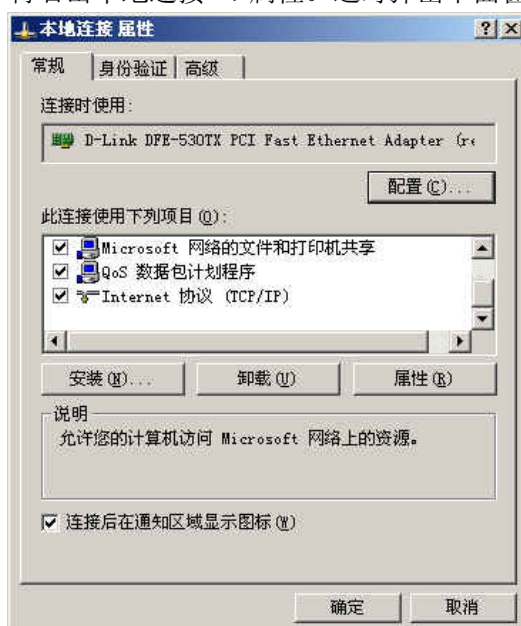 本地连接 属性
常规 身份验证 高级
连接时使用:
D-Link DFE-530TX PCI Fast Ethernet Adapter (re
配置(C)...
此连接使用下列项目(O):
Microsoft 网络的文件和打印机共享
QoS 数据包计划程序
Internet 协议 (TCP/IP)
安装(N)... 卸载(U) 属性(R)
说明
允许您的计算机访问 Microsoft 网络上的资源。
连接后在通知区域显示图标(W)
确定 取消